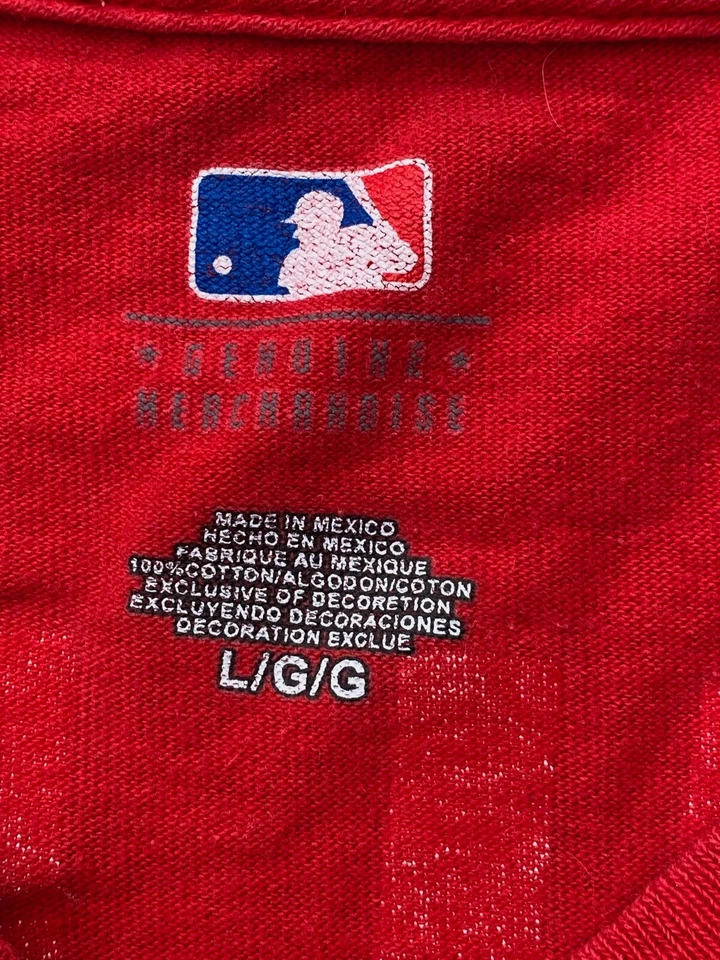 ★ GENUINE ★
MERCHANDISE
MADE IN MEXICO
HECHO EN MEXICO
FABRIQUE AU MEXIQUE
100%COTTON/ALGODON/COTON
EXCLUSIVE OF DECORETION
EXCLUYENDO DECORACIONES
DECORATION EXCLUE
L/G/G